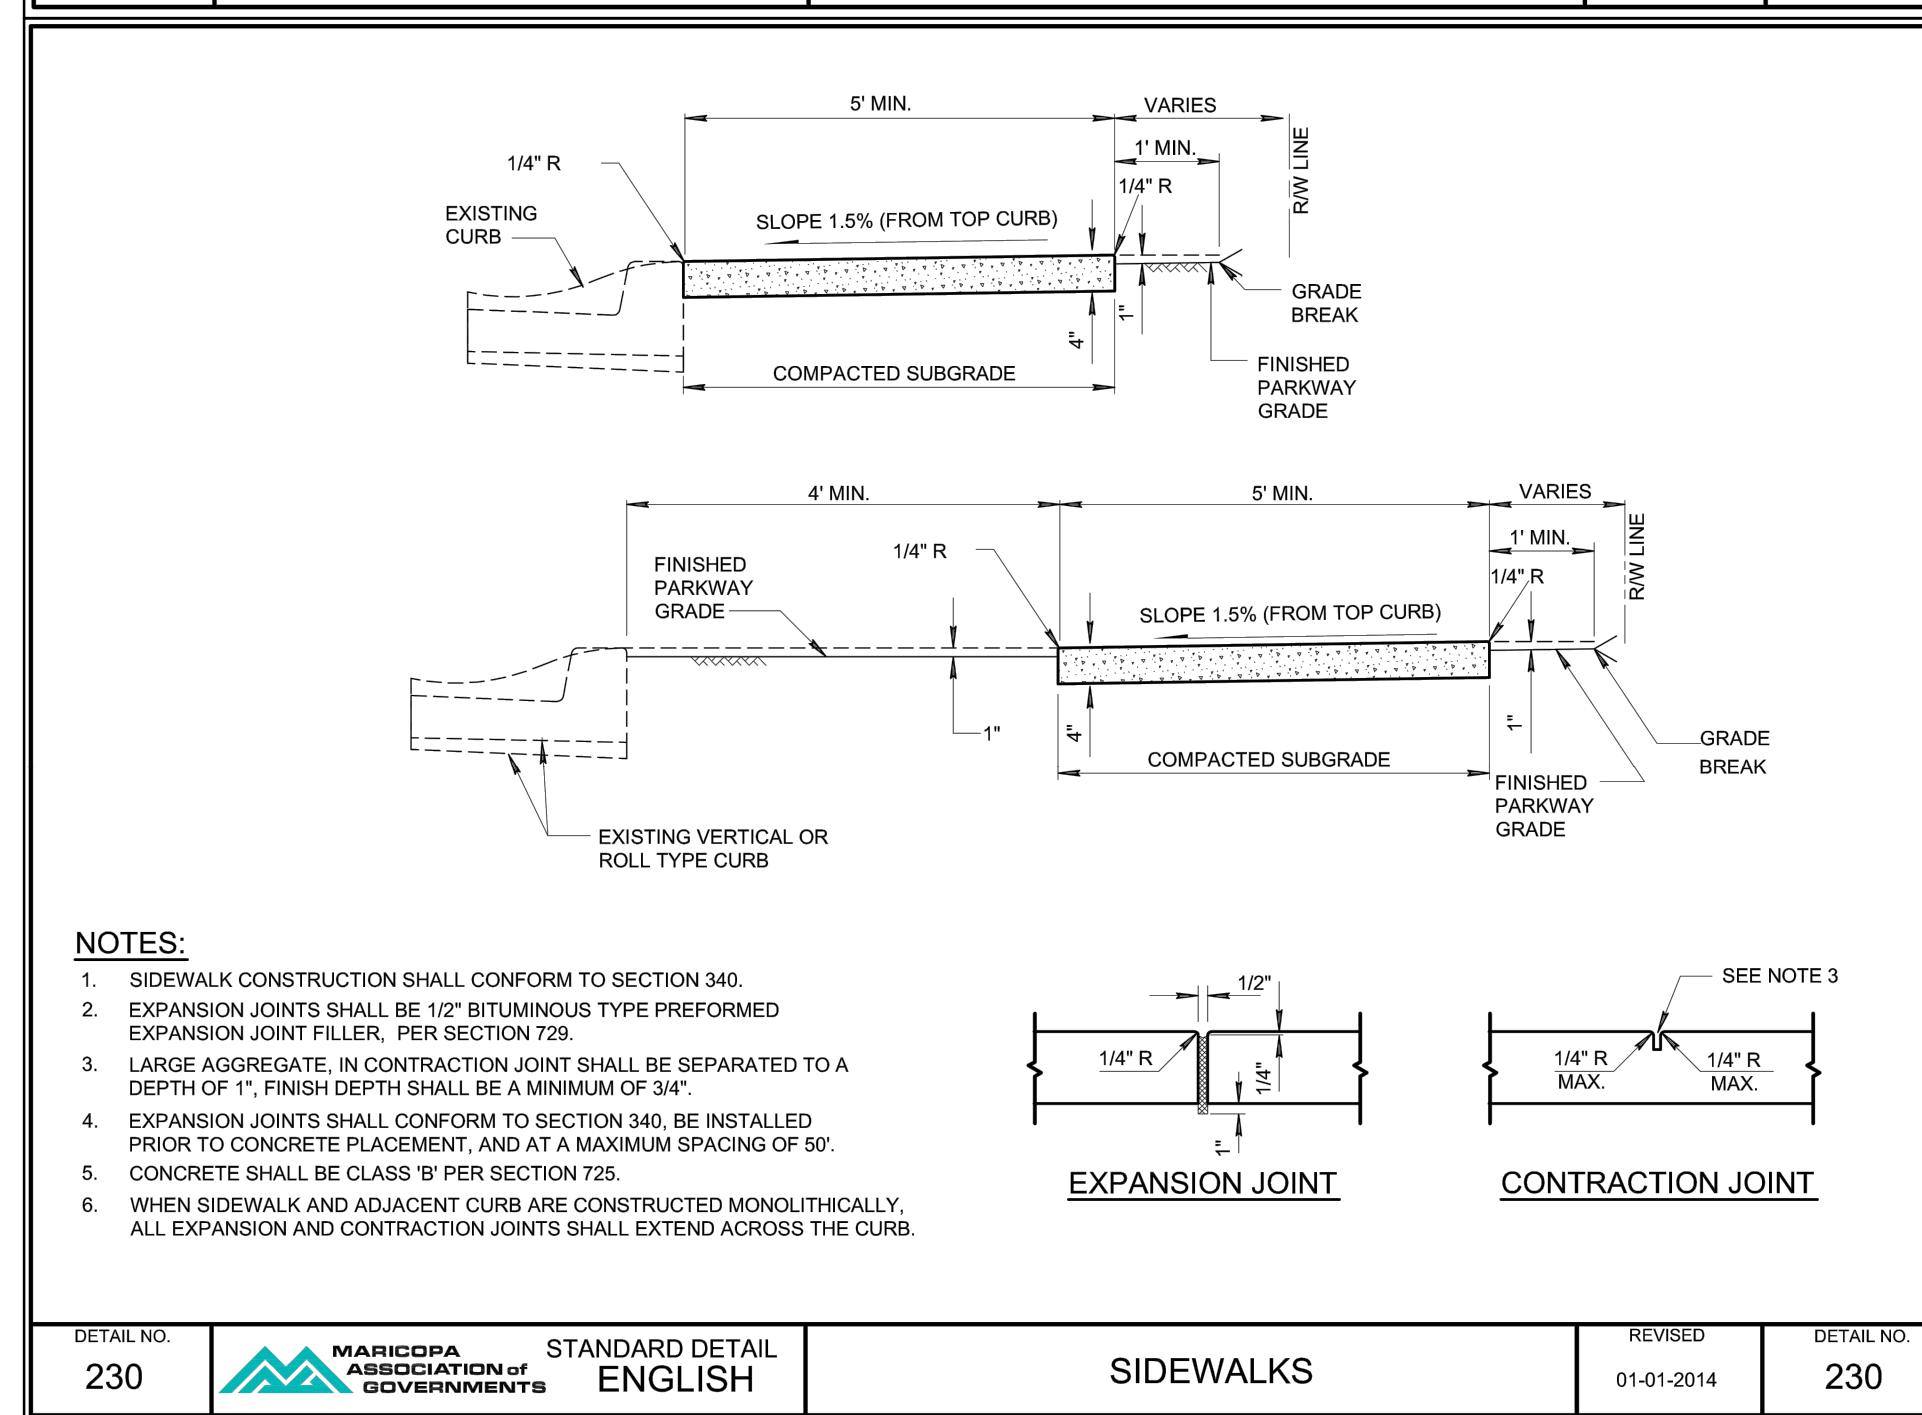 5' MIN.
VARIES
1' MIN.
R/W LINE
1/4" R
1/4" R
EXISTING
CURB
SLOPE 1.5% (FROM TOP CURB)
GRADE
BREAK
1"
4"
COMPACTED SUBGRADE
FINISHED
PARKWAY
GRADE
4' MIN.
5' MIN.
VARIES
1' MIN.
R/W LINE
FINISHED
PARKWAY
GRADE
1/4" R
1/4" R
SLOPE 1.5% (FROM TOP CURB)
1"
4"
1"
COMPACTED SUBGRADE
GRADE
BREAK
FINISHED
PARKWAY
GRADE
EXISTING VERTICAL OR
ROLL TYPE CURB
NOTES:
1. SIDEWALK CONSTRUCTION SHALL CONFORM TO SECTION 340.
2. EXPANSION JOINTS SHALL BE 1/2" BITUMINOUS TYPE PREFORMED
EXPANSION JOINT FILLER, PER SECTION 729.
3. LARGE AGGREGATE, IN CONTRACTION JOINT SHALL BE SEPARATED TO A
DEPTH OF 1", FINISH DEPTH SHALL BE A MINIMUM OF 3/4".
4. EXPANSION JOINTS SHALL CONFORM TO SECTION 340, BE INSTALLED
PRIOR TO CONCRETE PLACEMENT, AND AT A MAXIMUM SPACING OF 50'.
5. CONCRETE SHALL BE CLASS 'B' PER SECTION 725.
6. WHEN SIDEWALK AND ADJACENT CURB ARE CONSTRUCTED MONOLITHICALLY,
ALL EXPANSION AND CONTRACTION JOINTS SHALL EXTEND ACROSS THE CURB.
1/2"
1/4" R
1/4"
1"
EXPANSION JOINT
SEE NOTE 3
1/4" R
MAX.
1/4" R
MAX.
CONTRACTION JOINT
DETAIL NO.
230
MARICOPA
ASSOCIATION of
GOVERNMENTS
STANDARD DETAIL
ENGLISH
SIDEWALKS
REVISED
01-01-2014
DETAIL NO.
230